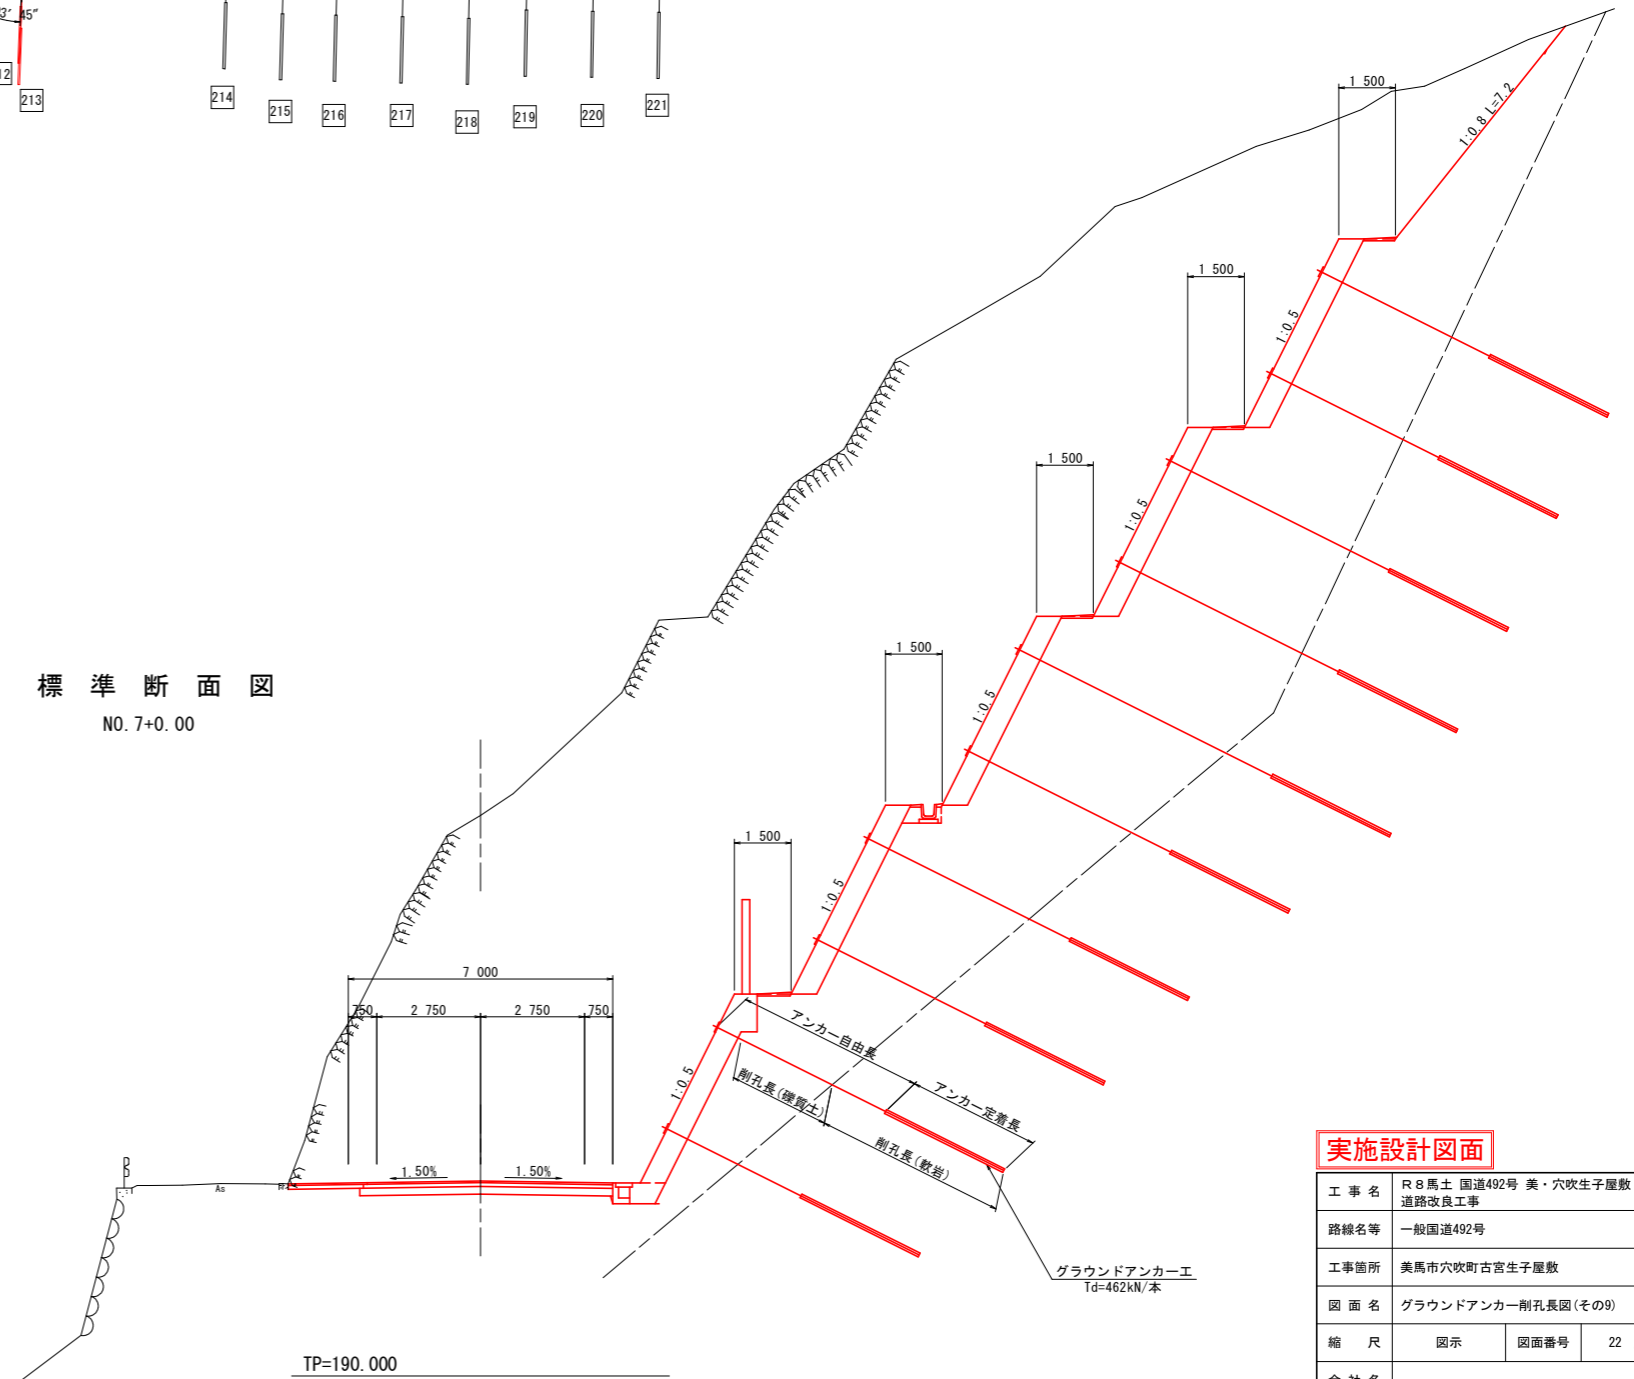 3′45″
12
213
214
215
216
217
218
219
220
221
1 500
1:0.8 L=7.2
1 500
1:0.5
1 500
1:0.5
1 500
1:0.5
1 500
1:0.5
1:0.5
標準断面図
NO.7+0.00
7 000
750
2 750
2 750
750
1.50%
1.50%
As
アンカー自由長
アンカー定着長
削孔長(礫質土)
削孔長(軟岩)
グラウンドアンカー工
Td=462kN/本
TP=190.000
実施設計図面
工事名 R8馬土 国道492号 美・穴吹生子屋敷
道路改良工事
路線名等 一般国道492号
工事箇所 美馬市穴吹町古宮生子屋敷
図面名 グラウンドアンカー削孔長図(その9)
縮尺 図示 図面番号 22
会社名